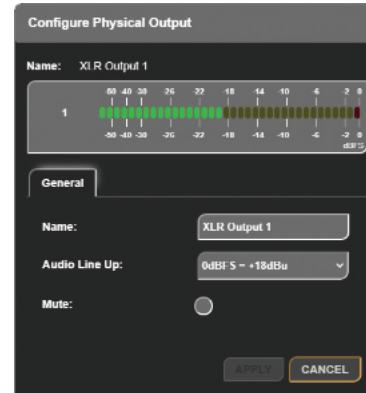 Configure Physical Output
Name: XLR Output 1
-60 -40 -30 -26 -22 -18 -14 -10 -6 -2 0
1
-60 -40 -30 -26 -22 -18 -14 -10 -6 -2 0
dBFS
General
Name: XLR Output 1
Audio Line Up: 0dBFS = +18dBu
Mute:
APPLY CANCEL